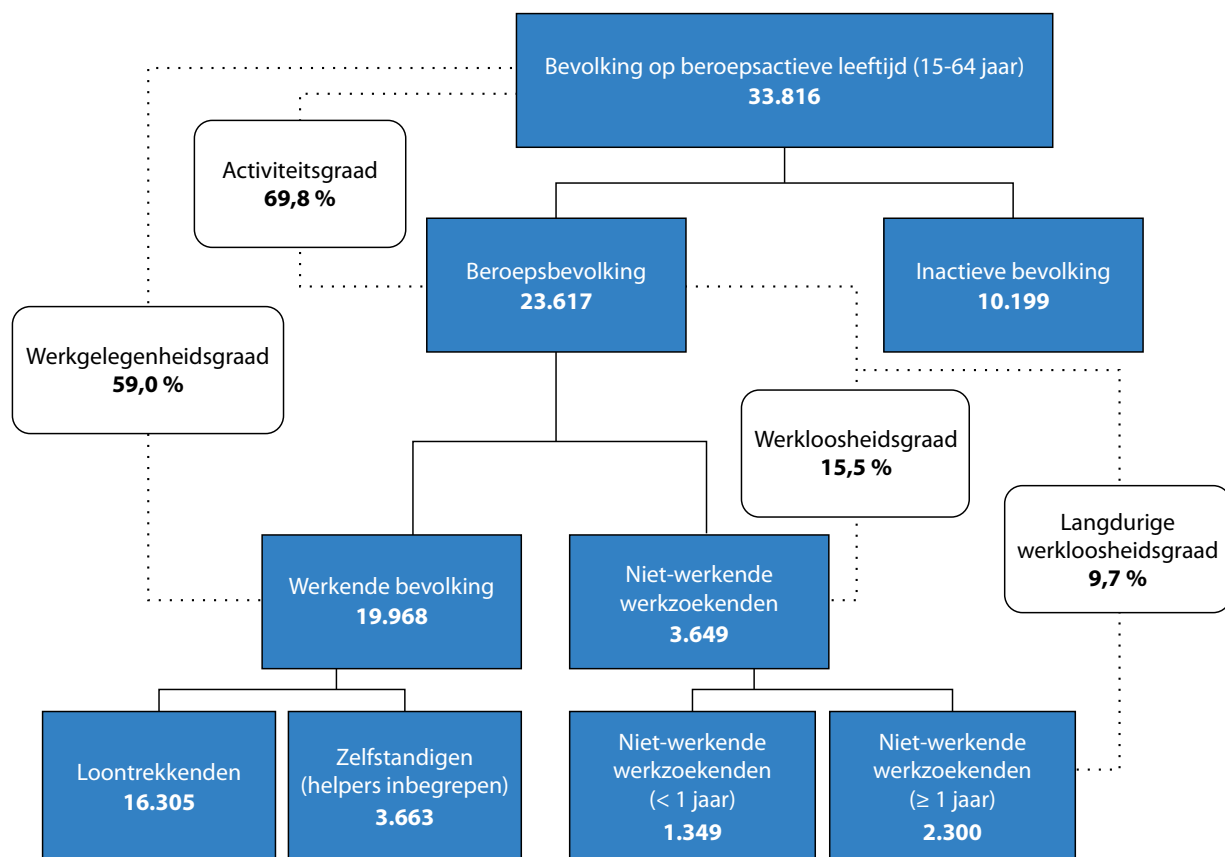 Bevolking op beroepsactieve leeftijd (15-64 jaar)
33.816
Activiteitsgraad
69,8 %
Beroepsbevolking
23.617
Inactieve bevolking
10.199
Werkgelegenheidsgraad
59,0 %
Werkloosheidsgraad
15,5 %
Langdurige
werkloosheidsgraad
9,7 %
Werkende bevolking
19.968
Niet-werkende
werkzoekenden
3.649
Loontrekkenden
16.305
Zelfstandigen
(helpers inbegrepen)
3.663
Niet-werkende
werkzoekenden
(< 1 jaar)
1.349
Niet-werkende
werkzoekenden
(≥ 1 jaar)
2.300